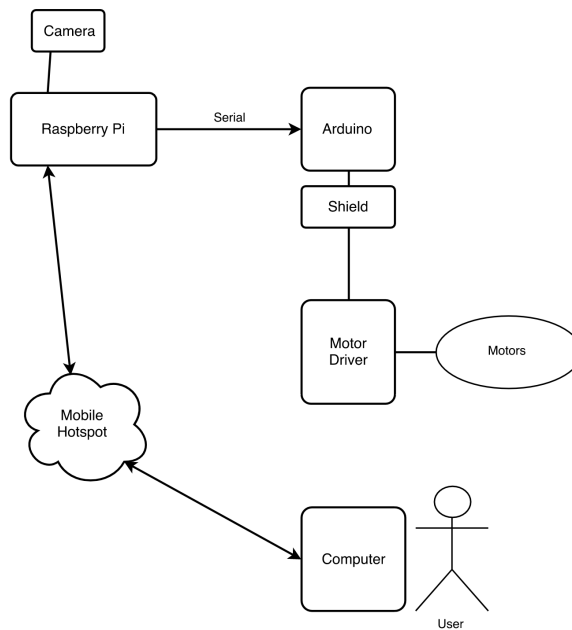 Camera
Raspberry Pi
Serial
Arduino
Shield
Motor
Driver
Motors
Mobile
Hotspot
Computer
User